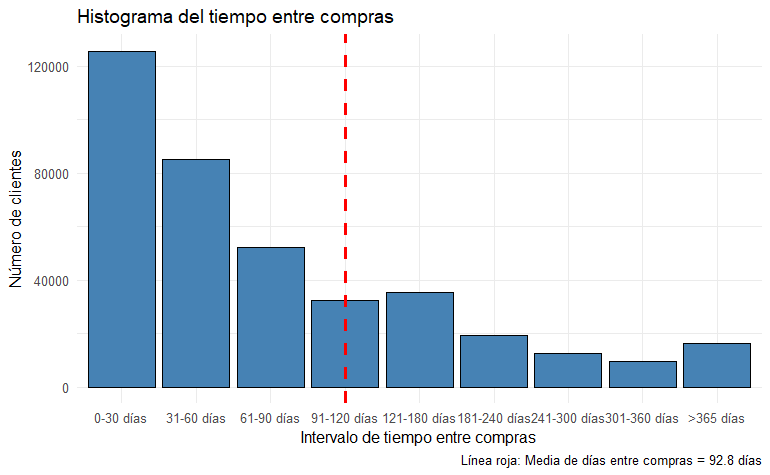 Histograma del tiempo entre compras
Número de clientes
120000
80000
40000
0
0-30 días 31-60 días 61-90 días 91-120 días 121-180 días 181-240 días 241-300 días 301-360 días >365 días
Intervalo de tiempo entre compras
Línea roja: Media de días entre compras = 92.8 días